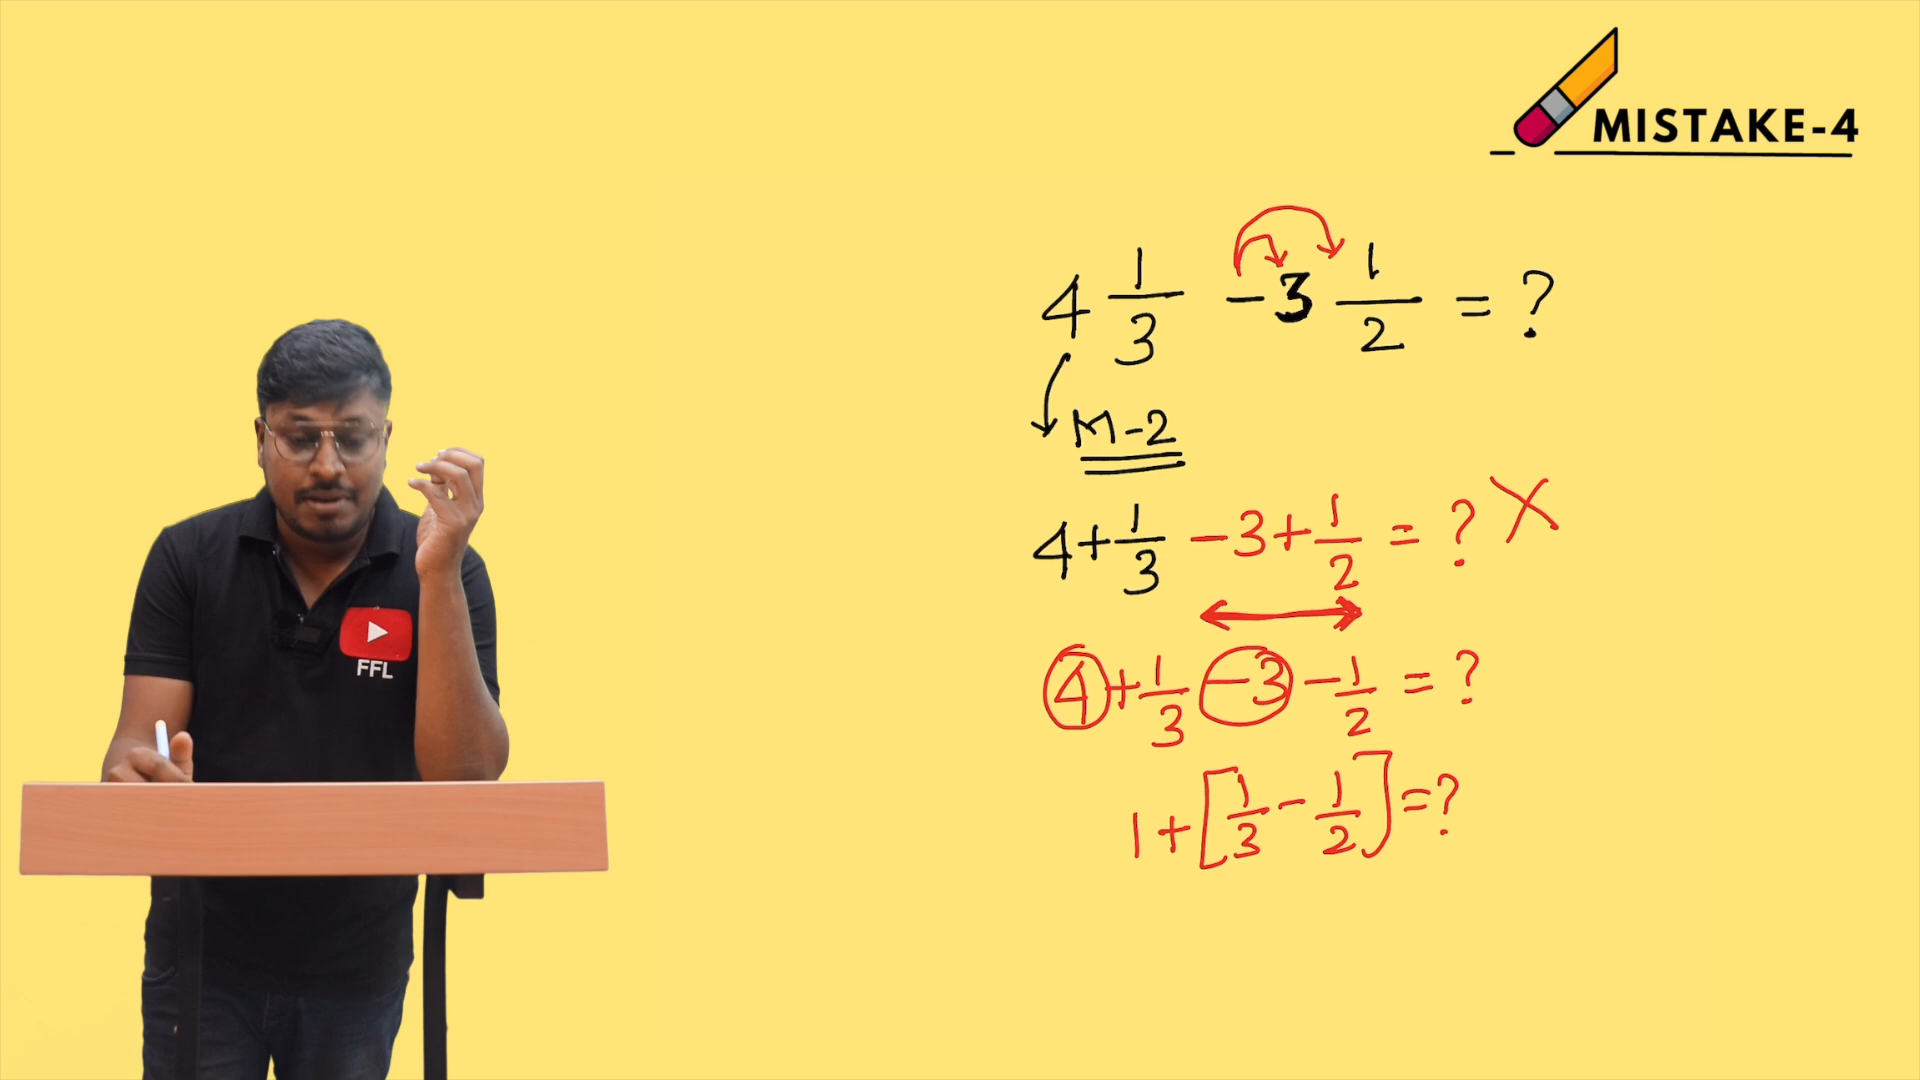 MISTAKE-4
4 1/3 - 3 1/2 = ?
M-2
4 + 1/3 - 3 + 1/2 = ? X
FFL
4 + 1/3 - 3 - 1/2 = ?
1 + [1/3 - 1/2] = ?